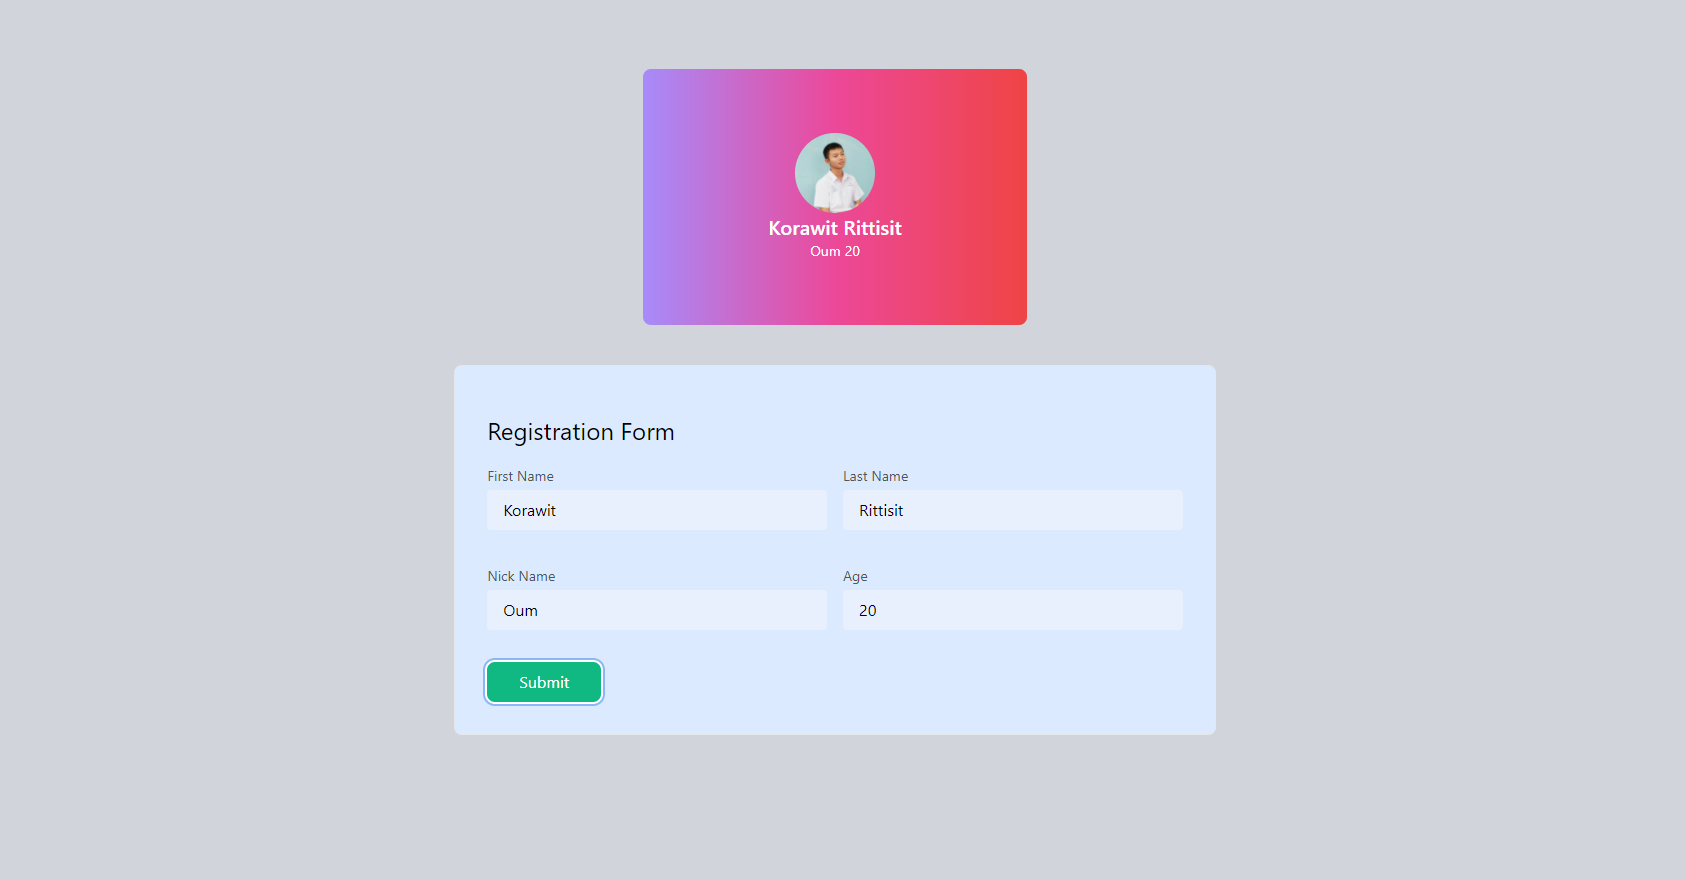 Korawit Rittisit
Oum 20
Registration Form
First Name
Last Name
Korawit
Rittisit
Nick Name
Age
Oum
20
Submit